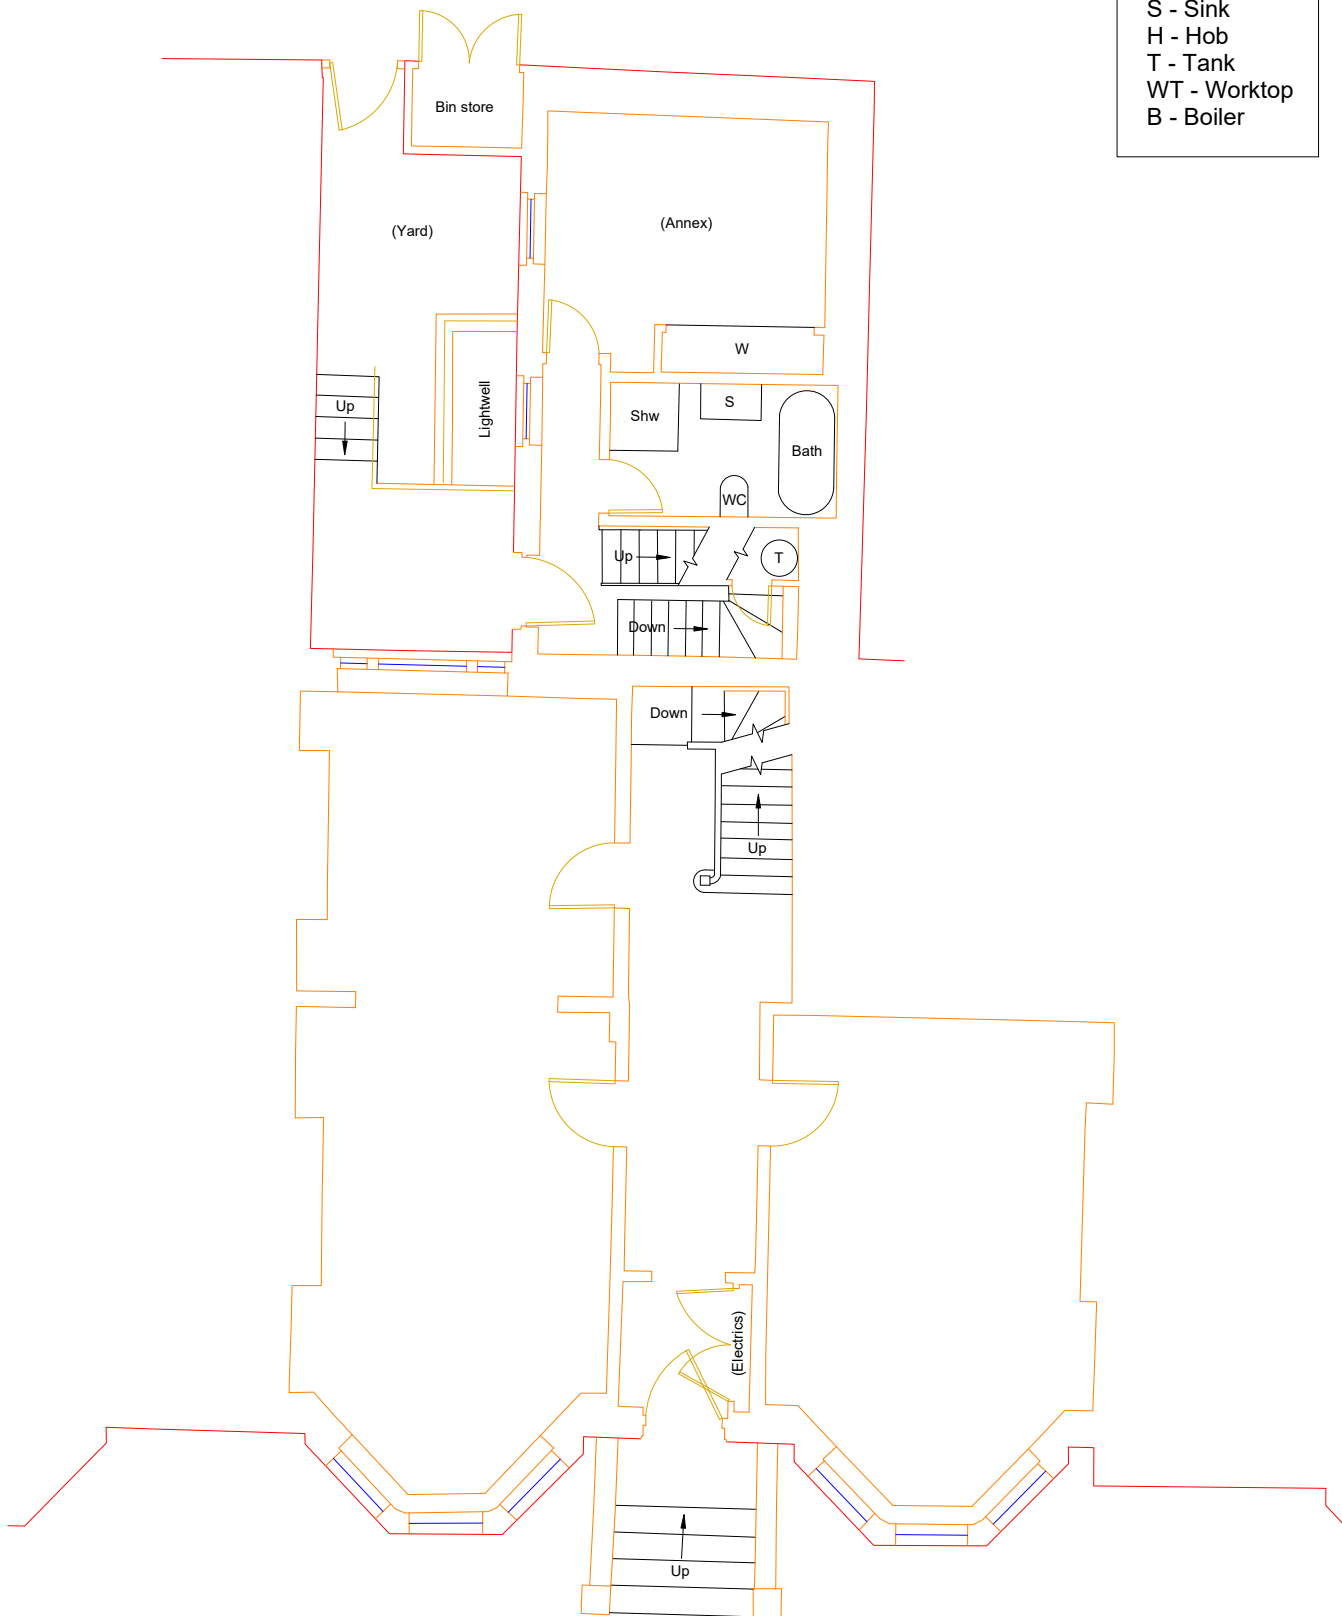 S - Sink
H - Hob
T - Tank
WT - Worktop
B - Boiler
Bin store
(Yard)
(Annex)
W
Up
Lightwell
Shw
S
Bath
WC
Up
T
Down
Down
Up
(Electrics)
Up